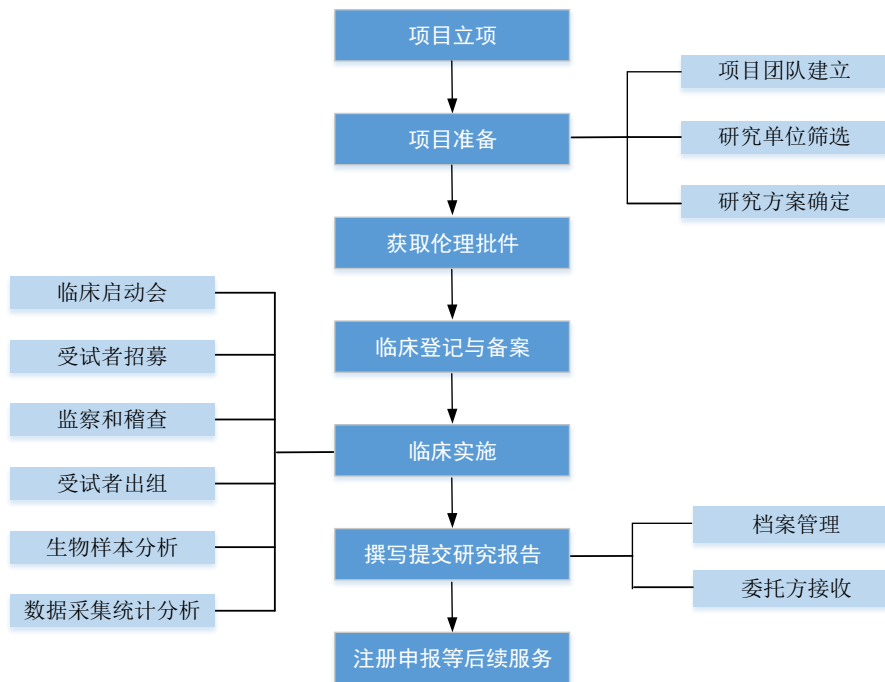 项目立项
项目准备
项目团队建立
研究单位筛选
研究方案确定
获取伦理批件
临床登记与备案
临床实施
临床启动会
受试者招募
监察和稽查
受试者出组
生物样本分析
数据采集统计分析
撰写提交研究报告
档案管理
委托方接收
注册申报等后续服务